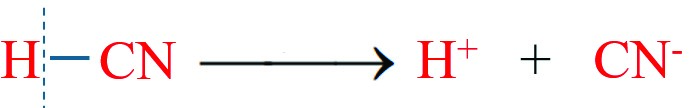 H — CN ⟶ H⁺ + CN⁻